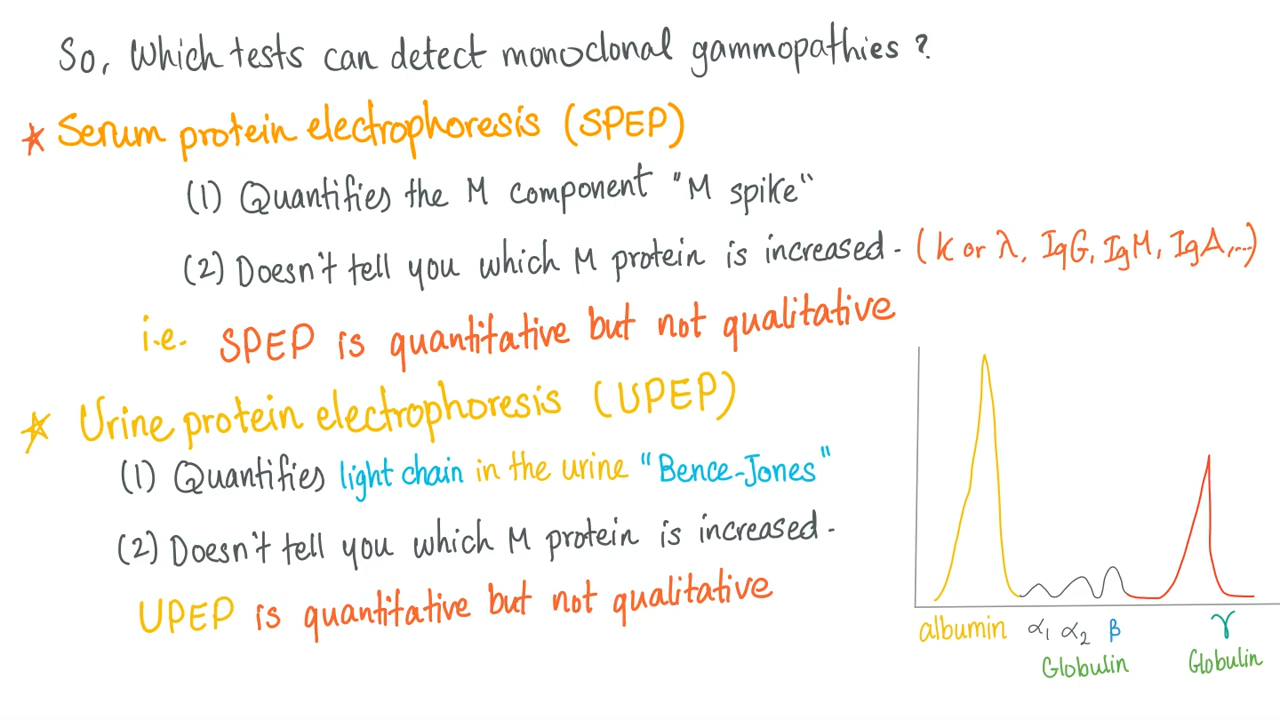 So, Which tests can detect monoclonal gammopathies?
* Serum protein electrophoresis (SPEP)
(1) Quantifies the M component "M spike"
(2) Doesn't tell you which M protein is increased. (K or λ, IgG, IgM, IgA,...)
i.e. SPEP is quantitative but not qualitative
* Urine protein electrophoresis (UPEP)
(1) Quantifies light chain in the urine "Bence-Jones"
(2) Doesn't tell you which M protein is increased.
UPEP is quantitative but not qualitative
albumin α1 α2 β γ
Globulin Globulin